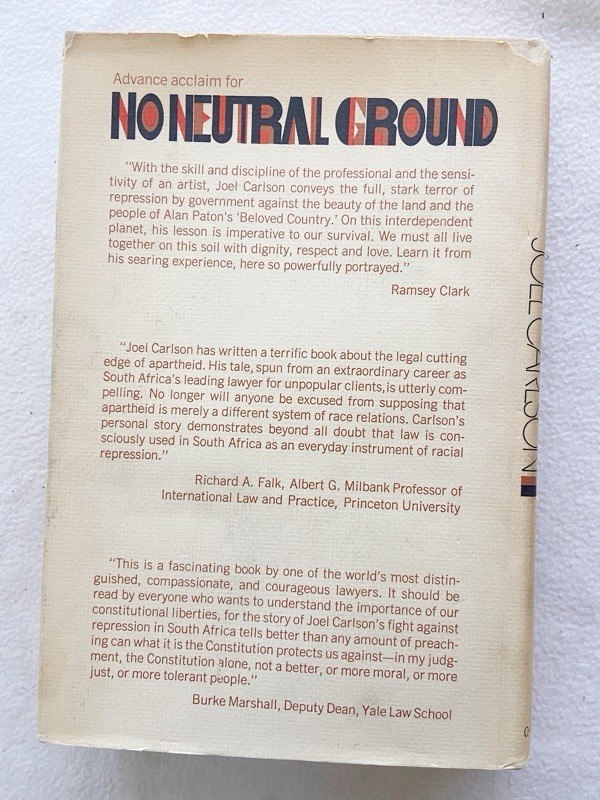 Advance acclaim for
NO NEUTRAL GROUND
"With the skill and discipline of the professional and the sensi-
tivity of an artist, Joel Carlson conveys the full, stark terror of
repression by government against the beauty of the land and the
people of Alan Paton's 'Beloved Country.' On this interdependent
planet, his lesson is imperative to our survival. We must all live
together on this soil with dignity, respect and love. Learn it from
his searing experience, here so powerfully portrayed."
Ramsey Clark
"Joel Carlson has written a terrific book about the legal cutting
edge of apartheid. His tale, spun from an extraordinary career as
South Africa's leading lawyer for unpopular clients, is utterly com-
pelling. No longer will anyone be excused from supposing that
apartheid is merely a different system of race relations. Carlson's
personal story demonstrates beyond all doubt that law is con-
sciously used in South Africa as an everyday instrument of racial
repression."
Richard A. Falk, Albert G. Milbank Professor of
International Law and Practice, Princeton University
"This is a fascinating book by one of the world's most distin-
guished, compassionate, and courageous lawyers. It should be
read by everyone who wants to understand the importance of our
constitutional liberties, for the story of Joel Carlson's fight against
repression in South Africa tells better than any amount of preach-
ing can what it is the Constitution protects us against—in my judg-
ment, the Constitution alone, not a better, or more moral, or more
just, or more tolerant people."
Burke Marshall, Deputy Dean, Yale Law School
JOEL CARLSON